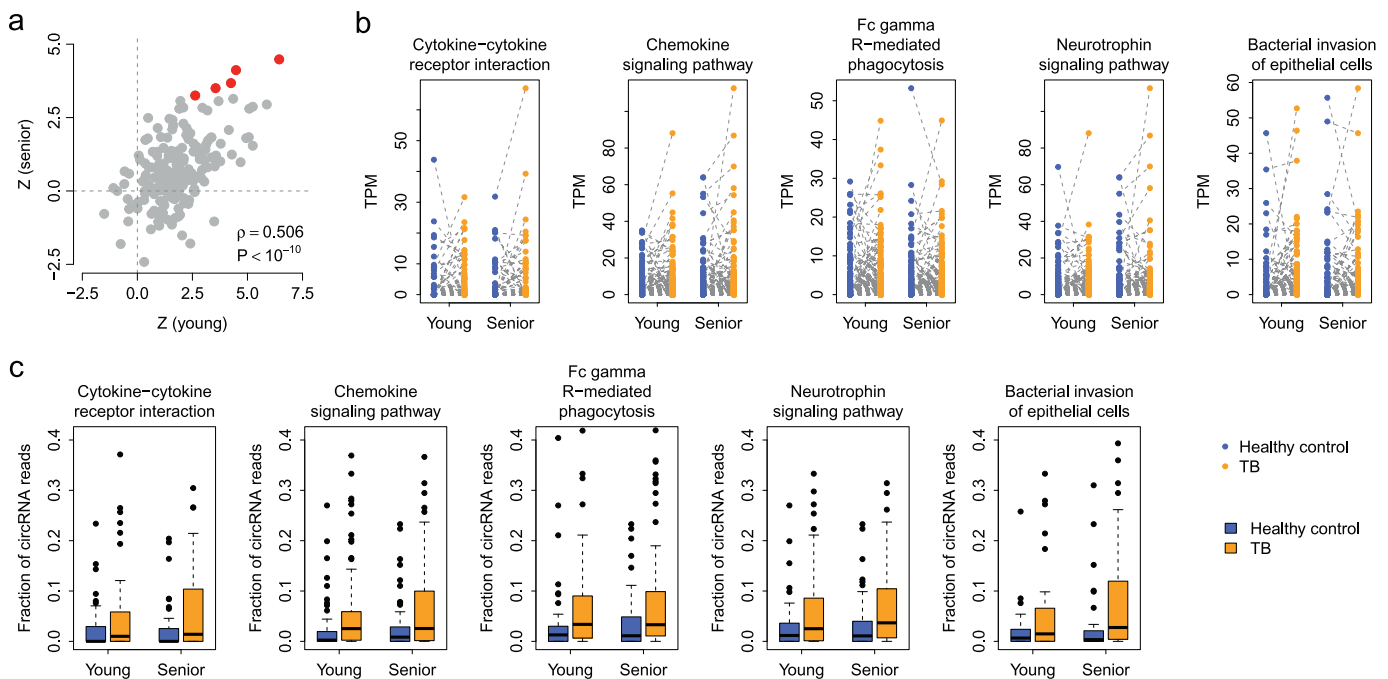 a
Z (senior)
5.0
2.5
0.0
−2.5
ρ = 0.506
P < 10⁻¹⁰
−2.5
0.0
2.5
5.0
7.5
Z (young)
b
Cytokine−cytokine
receptor interaction
TPM
50
30
10
0
Young
Senior
Chemokine
signaling pathway
TPM
80
60
40
20
0
Young
Senior
Fc gamma
R−mediated
phagocytosis
TPM
50
40
30
20
10
0
Young
Senior
Neurotrophin
signaling pathway
TPM
80
60
40
20
0
Young
Senior
Bacterial invasion
of epithelial cells
TPM
60
50
40
30
20
10
0
Young
Senior
c
Cytokine−cytokine
receptor interaction
Fraction of circRNA reads
0.4
0.3
0.2
0.1
0.0
Young
Senior
Chemokine
signaling pathway
Fraction of circRNA reads
0.4
0.3
0.2
0.1
0.0
Young
Senior
Fc gamma
R−mediated
phagocytosis
Fraction of circRNA reads
0.4
0.3
0.2
0.1
0.0
Young
Senior
Neurotrophin
signaling pathway
Fraction of circRNA reads
0.4
0.3
0.2
0.1
0.0
Young
Senior
Bacterial invasion
of epithelial cells
Fraction of circRNA reads
0.4
0.3
0.2
0.1
0.0
Young
Senior
Healthy control
TB
Healthy control
TB